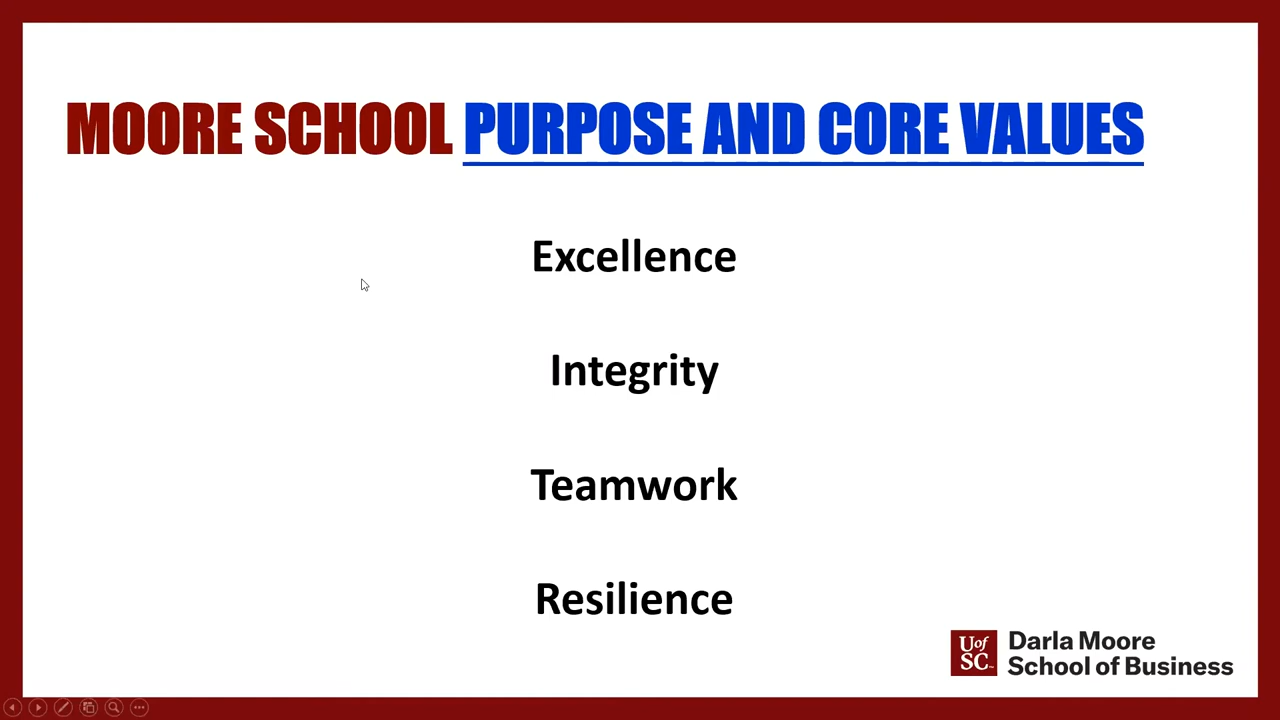 MOORE SCHOOL PURPOSE AND CORE VALUES
Excellence
Integrity
Teamwork
Resilience
UofSC
Darla Moore
School of Business